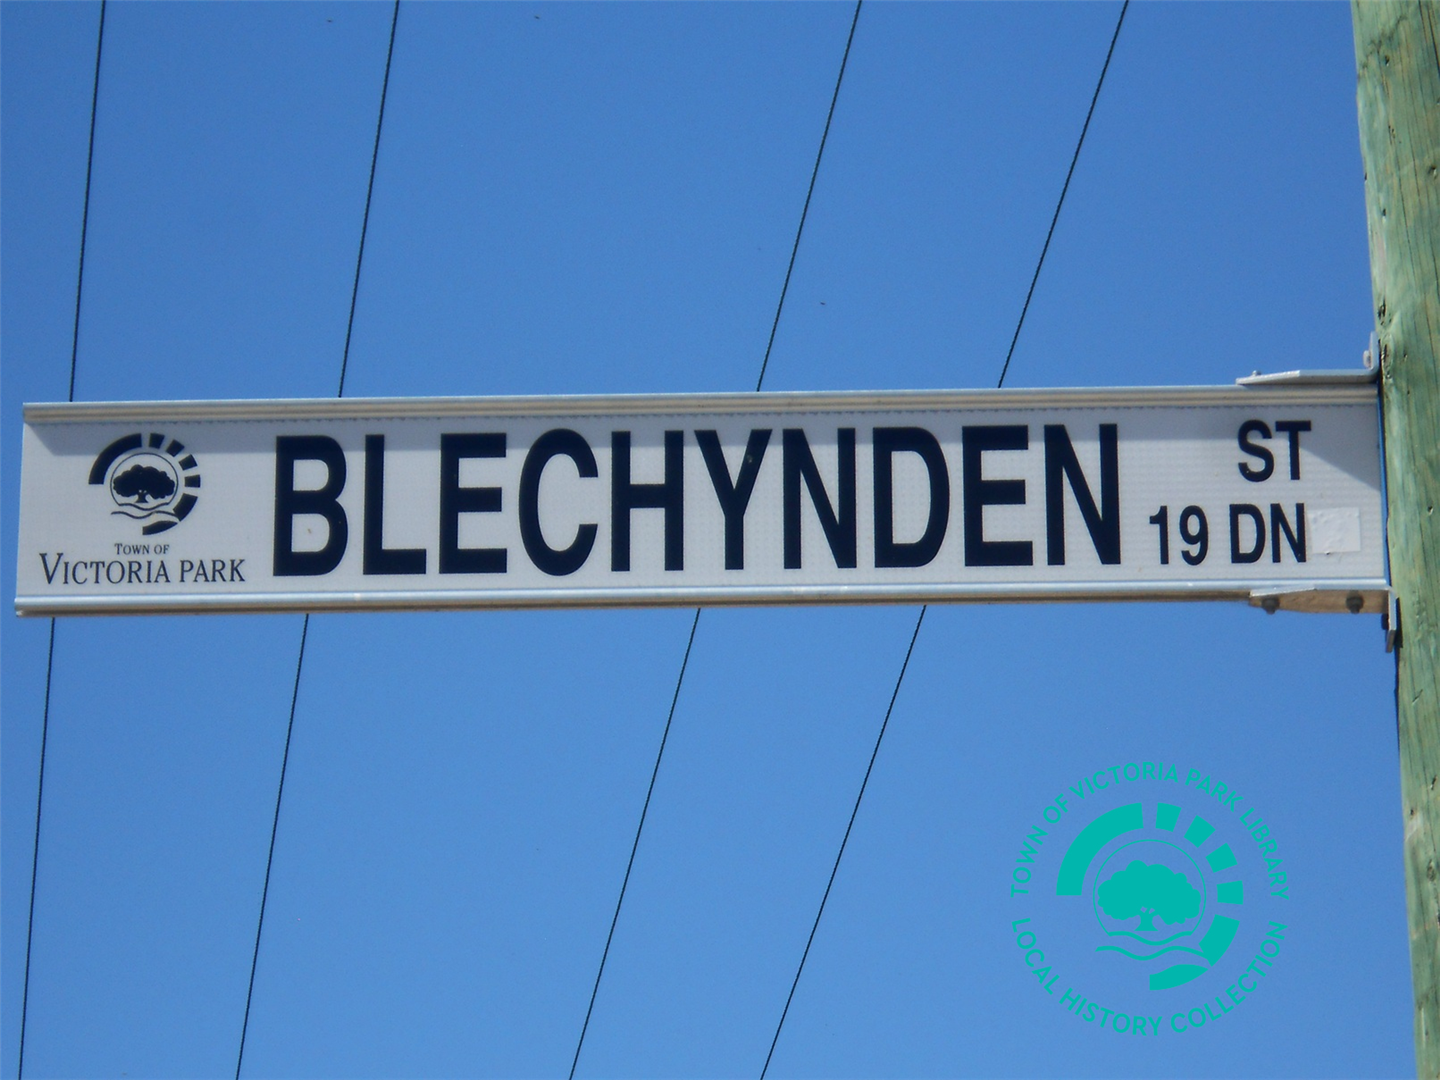 BLECHYNDEN ST
19 DN
TOWN OF
VICTORIA PARK
TOWN OF VICTORIA PARK LIBRARY
LOCAL HISTORY COLLECTION